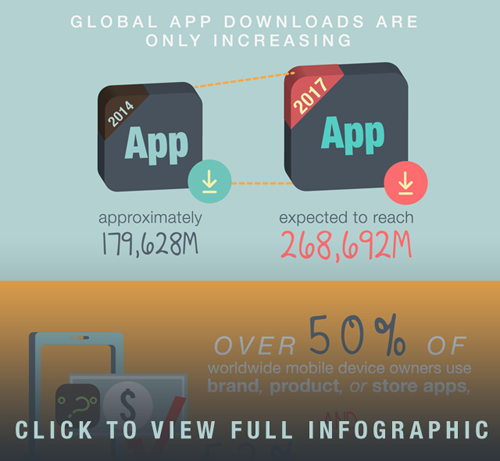 GLOBAL APP DOWNLOADS ARE
ONLY INCREASING
2014
App
2017
App
approximately
179,628M
expected to reach
268,692M
OVER 50% OF
worldwide mobile device owners use
brand, product, or store apps,
AND
$
CLICK TO VIEW FULL INFOGRAPHIC